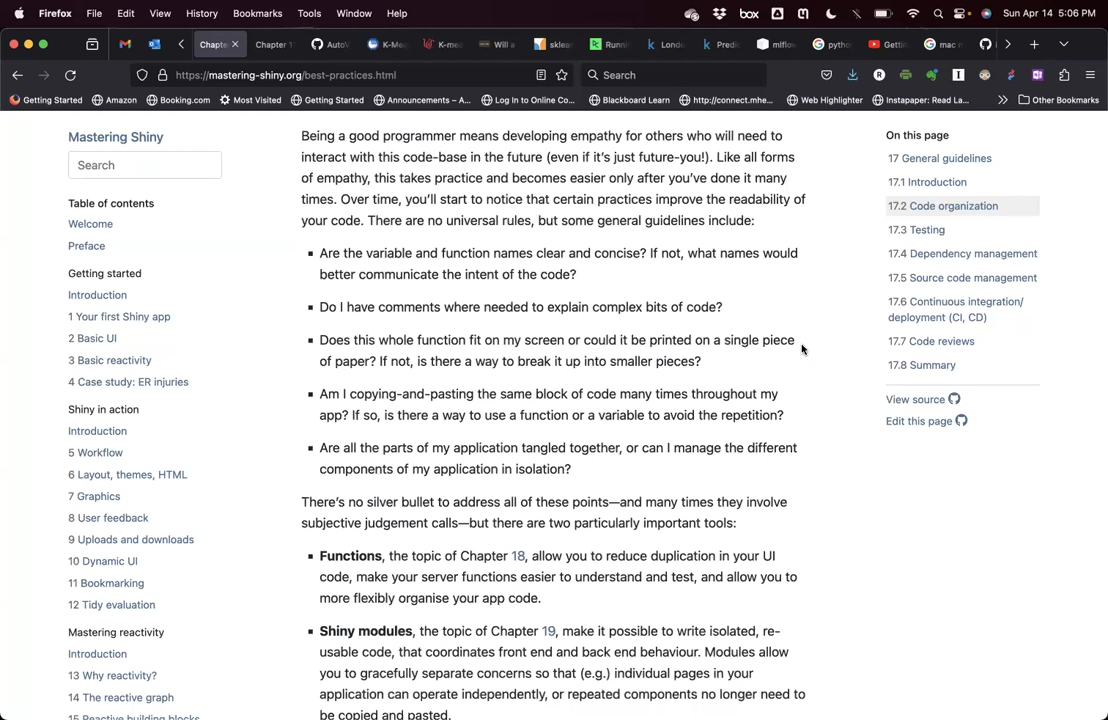 Firefox File Edit View History Bookmarks Tools Window Help box Sun Apr 14 5:06 PM
Chapte Chapter 1 AutoV K-Me K-me Will a sklea Runni Lond Predi mlflow pytho Getti mac
https://mastering-shiny.org/best-practices.html Search
Getting Started Amazon Booking.com Most Visited Getting Started Announcements – A... Log In to Online Co... Blackboard Learn http://connect.mhe... Web Highlighter Instapaper: Read La... Other Bookmarks
Mastering Shiny
Search
Table of contents
Welcome
Preface
Getting started
Introduction
1 Your first Shiny app
2 Basic UI
3 Basic reactivity
4 Case study: ER injuries
Shiny in action
Introduction
5 Workflow
6 Layout, themes, HTML
7 Graphics
8 User feedback
9 Uploads and downloads
10 Dynamic UI
11 Bookmarking
12 Tidy evaluation
Mastering reactivity
Introduction
13 Why reactivity?
14 The reactive graph
15 Reactive building blocks
Being a good programmer means developing empathy for others who will need to
interact with this code-base in the future (even if it's just future-you!). Like all forms
of empathy, this takes practice and becomes easier only after you've done it many
times. Over time, you'll start to notice that certain practices improve the readability of
your code. There are no universal rules, but some general guidelines include:
▪ Are the variable and function names clear and concise? If not, what names would
better communicate the intent of the code?
▪ Do I have comments where needed to explain complex bits of code?
▪ Does this whole function fit on my screen or could it be printed on a single piece
of paper? If not, is there a way to break it up into smaller pieces?
▪ Am I copying-and-pasting the same block of code many times throughout my
app? If so, is there a way to use a function or a variable to avoid the repetition?
▪ Are all the parts of my application tangled together, or can I manage the different
components of my application in isolation?
There's no silver bullet to address all of these points—and many times they involve
subjective judgement calls—but there are two particularly important tools:
▪ Functions, the topic of Chapter 18, allow you to reduce duplication in your UI
code, make your server functions easier to understand and test, and allow you to
more flexibly organise your app code.
▪ Shiny modules, the topic of Chapter 19, make it possible to write isolated, re-
usable code, that coordinates front end and back end behaviour. Modules allow
you to gracefully separate concerns so that (e.g.) individual pages in your
application can operate independently, or repeated components no longer need to
be copied and pasted.
On this page
17 General guidelines
17.1 Introduction
17.2 Code organization
17.3 Testing
17.4 Dependency management
17.5 Source code management
17.6 Continuous integration/
deployment (CI, CD)
17.7 Code reviews
17.8 Summary
View source
Edit this page